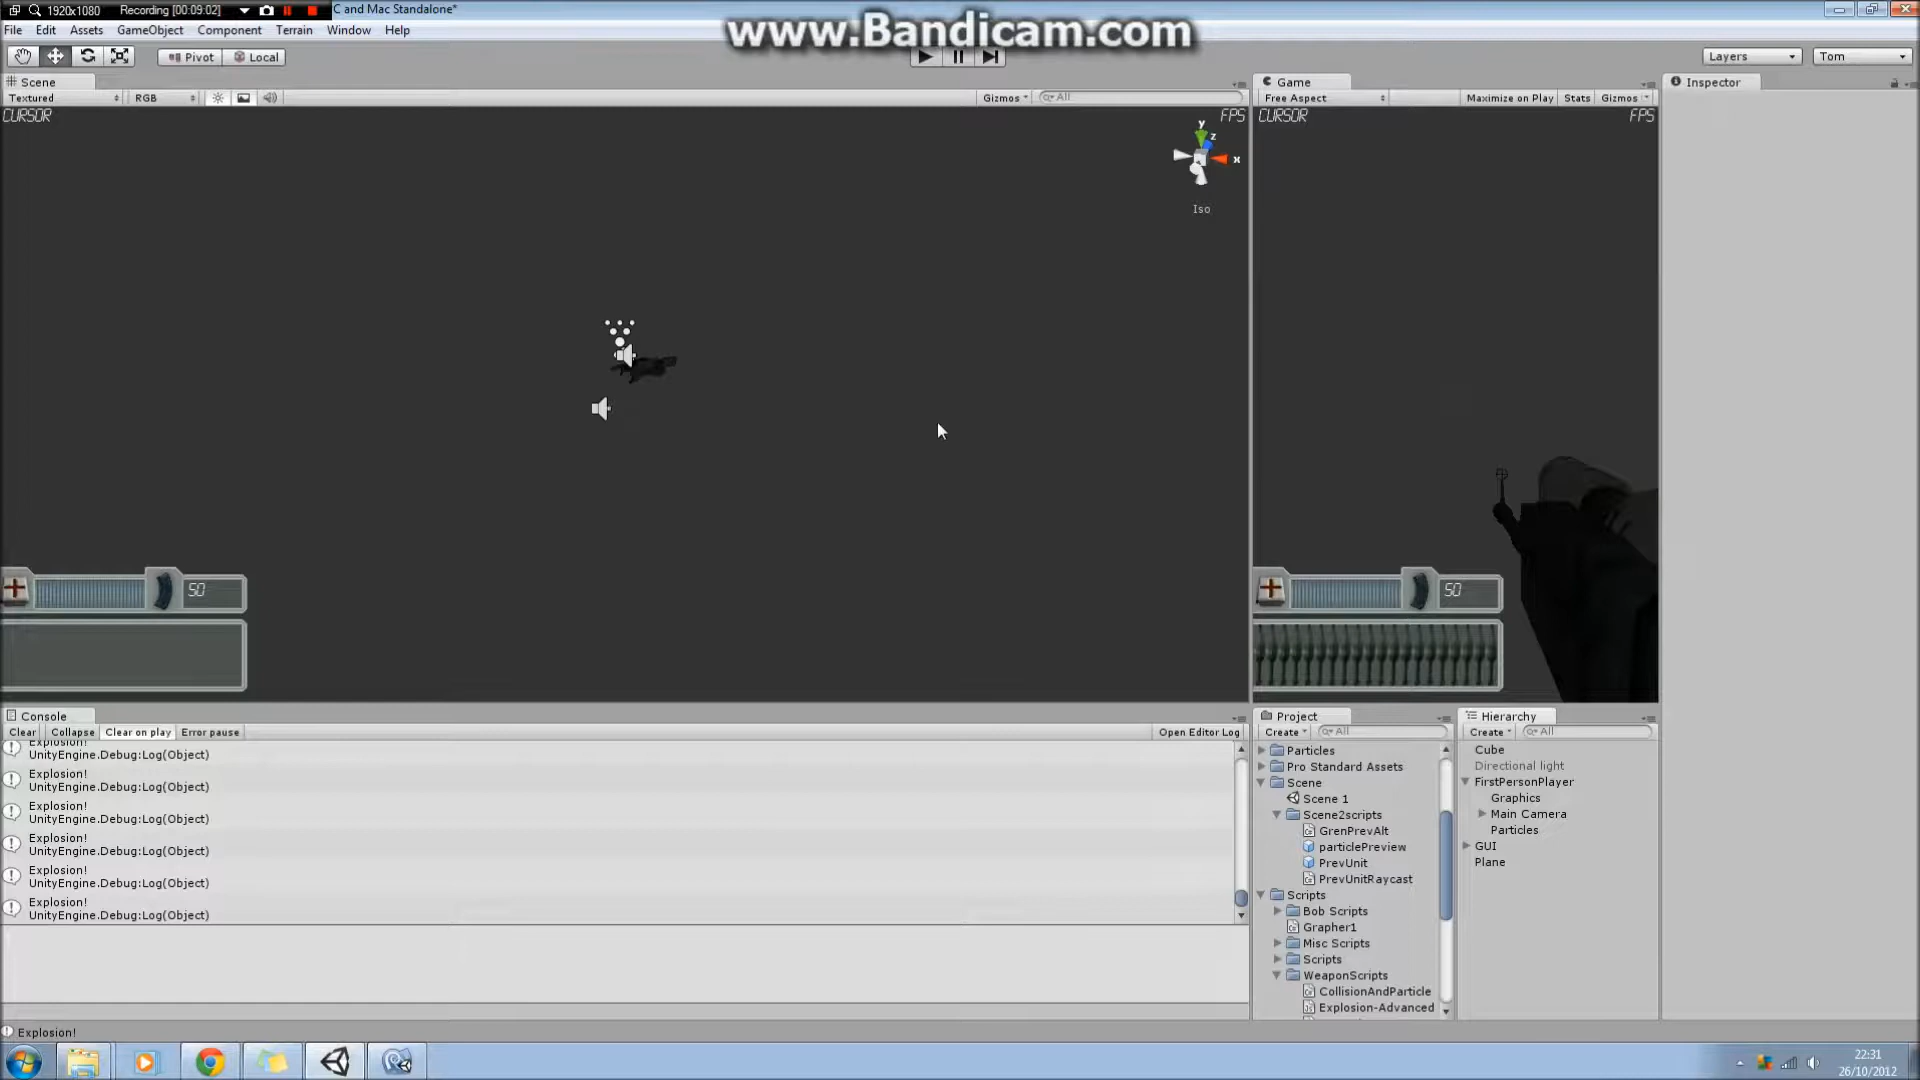 1920x1080 Recording [00:09:02] C and Mac Standalone*
www.Bandicam.com
File Edit Assets GameObject Component Terrain Window Help
Pivot Local Layers Tom
Scene Game Inspector
Textured RGB Gizmos All Free Aspect Maximize on Play Stats Gizmos
CURSOR FPS CURSOR FPS
y
z
x
Iso
50 50
Console Project Hierarchy
Clear Collapse Clear on play Error pause Open Editor Log Create All Create All
Explosion!
UnityEngine.Debug:Log(Object)
Explosion!
UnityEngine.Debug:Log(Object)
Explosion!
UnityEngine.Debug:Log(Object)
Explosion!
UnityEngine.Debug:Log(Object)
Explosion!
UnityEngine.Debug:Log(Object)
Explosion!
UnityEngine.Debug:Log(Object)
Particles
Pro Standard Assets
Scene
Scene 1
Scene2scripts
GrenPrevAlt
particlePreview
PrevUnit
PrevUnitRaycast
Scripts
Bob Scripts
Grapher1
Misc Scripts
Scripts
WeaponScripts
CollisionAndParticle
Explosion-Advanced
Cube
Directional light
FirstPersonPlayer
Graphics
Main Camera
Particles
GUI
Plane
Explosion!
22:31
26/10/2012